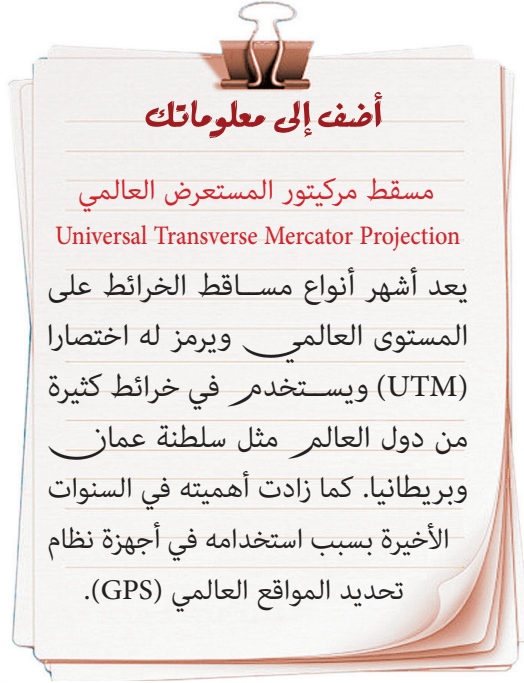 أضف إلى معلوماتك
مسقط مركيتور المستعرض العالمي
Universal Transverse Mercator Projection
يعد أشهر أنواع مساقط الخرائط على
المستوى العالمي ويرمز له اختصارا
(UTM) ويستخدم في خرائط كثيرة
من دول العالم مثل سلطنة عمان
وبريطانيا. كما زادت أهميته في السنوات
الأخيرة بسبب استخدامه في أجهزة نظام
تحديد المواقع العالمي (GPS).